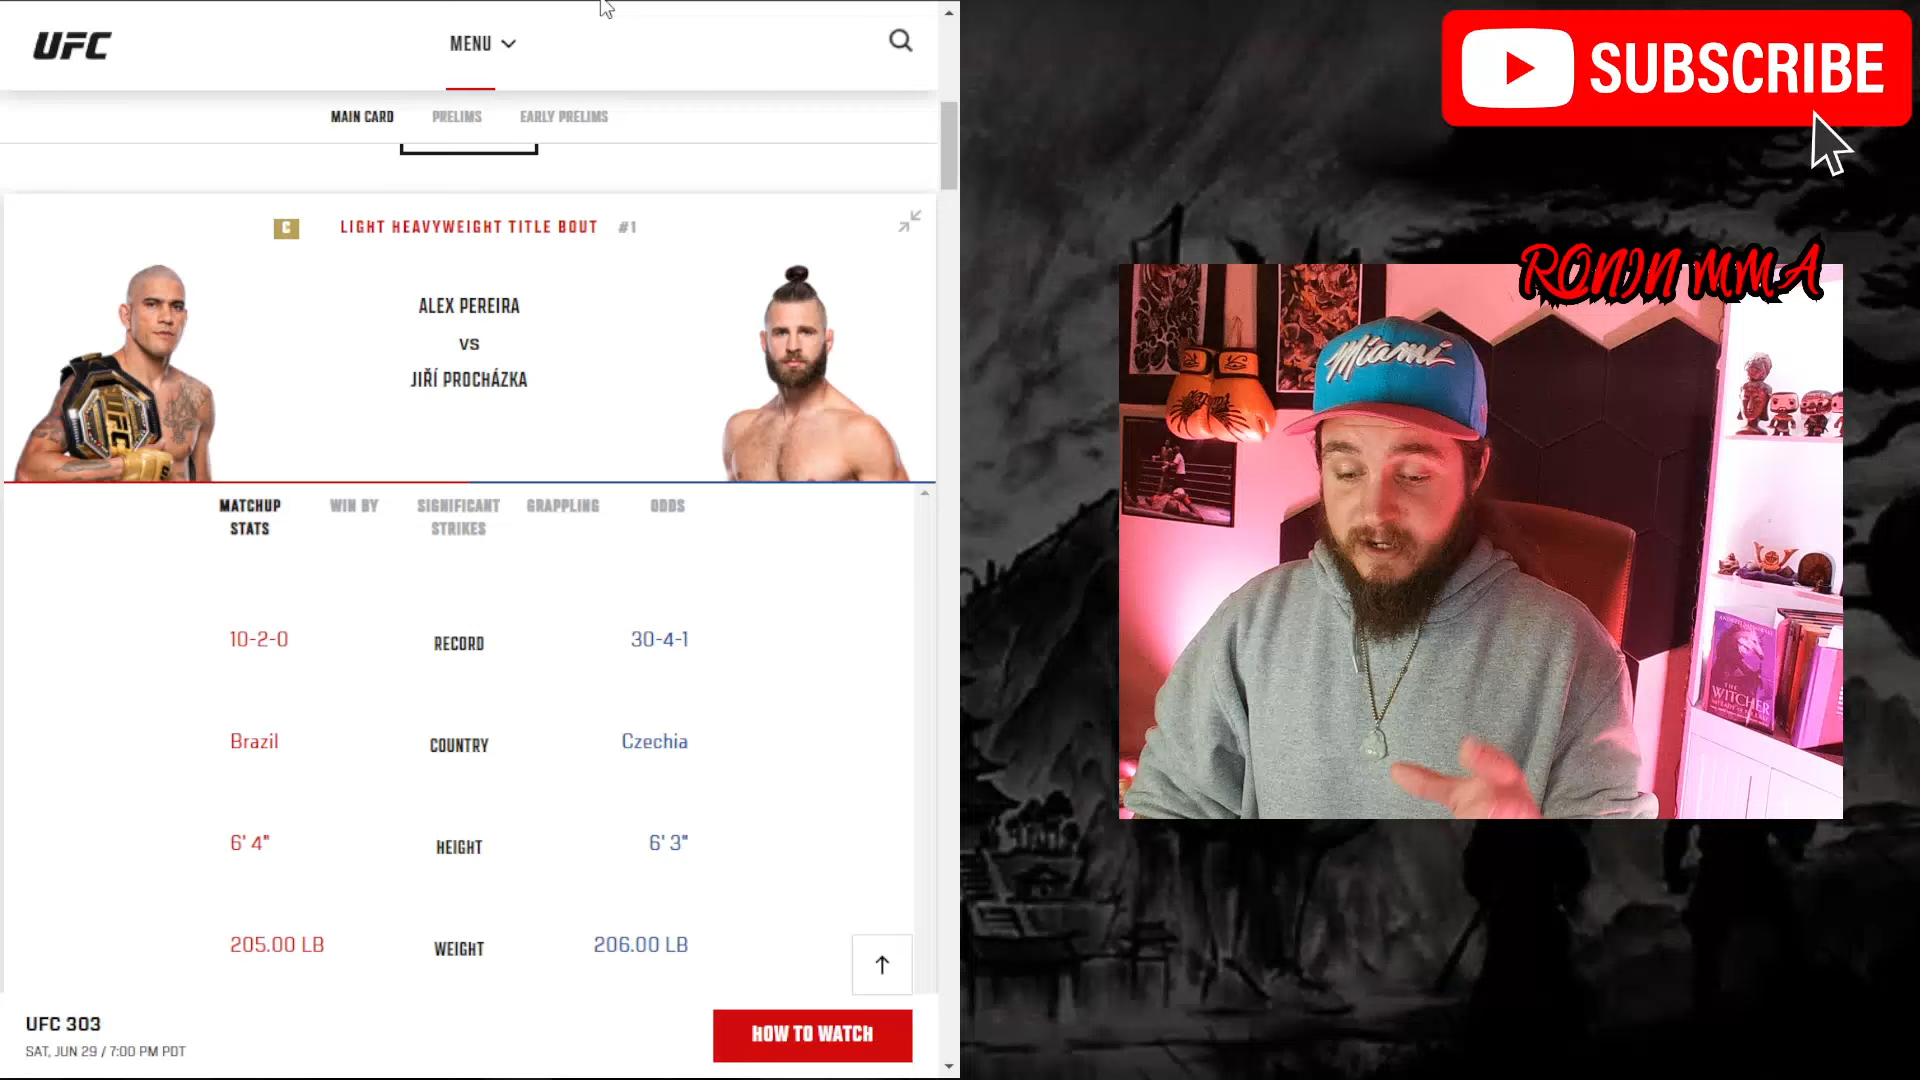 UFC
MENU
MAIN CARD
PRELIMS
EARLY PRELIMS
C
LIGHT HEAVYWEIGHT TITLE BOUT
#1
ALEX PEREIRA
VS
JIŘÍ PROCHÁZKA
UFC
MATCHUP
STATS
WIN BY
SIGNIFICANT
STRIKES
GRAPPLING
ODDS
10-2-0
RECORD
30-4-1
Brazil
COUNTRY
Czechia
6' 4"
HEIGHT
6' 3"
205.00 LB
WEIGHT
206.00 LB
UFC 303
SAT, JUN 29 / 7:00 PM PDT
HOW TO WATCH
SUBSCRIBE
RONIN MMA
Miami
THE
WITCHER